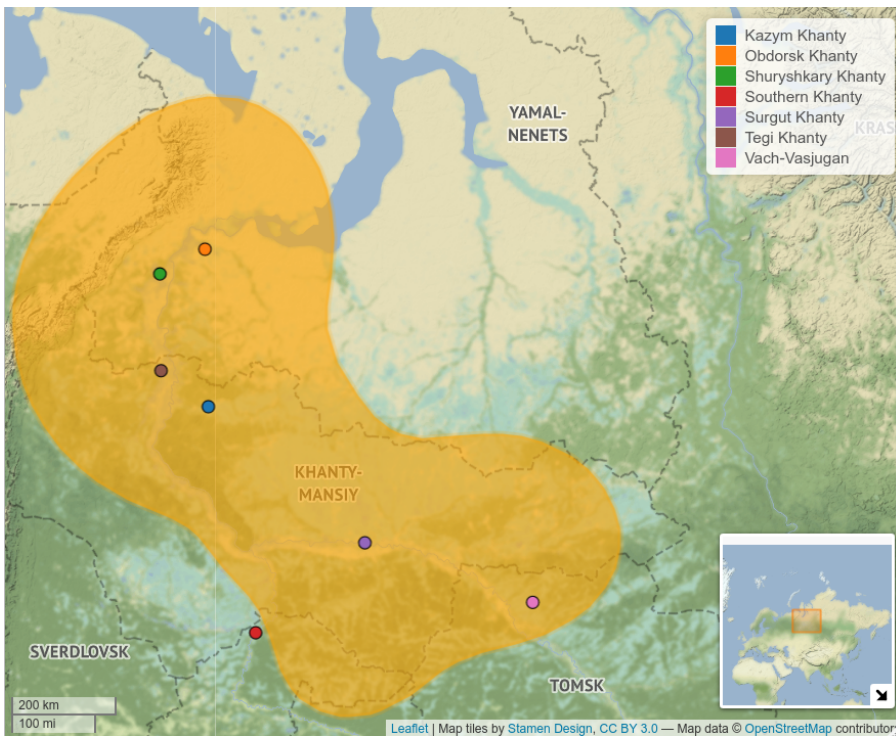 Kazym Khanty
Obdorsk Khanty
Shuryshkary Khanty
Southern Khanty
Surgut Khanty
Tegi Khanty
Vach-Vasjugan
YAMAL-
NENETS
KRAS
KHANTY-
MANSIY
SVERDLOVSK
TOMSK
200 km
100 mi
Leaflet | Map tiles by Stamen Design, CC BY 3.0 — Map data © OpenStreetMap contributor